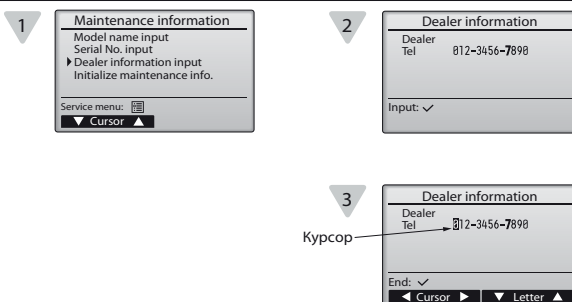 1
Maintenance information
Model name input
Serial No. input
Dealer information input
Initialize maintenance info.
Service menu:
▼ Cursor ▲
2
Dealer information
Dealer
Tel 012-3456-7890
Input: ✓
3
Dealer information
Dealer
Tel 012-3456-7890
Курсор
End: ✓
◀ Cursor ▶ ▼ Letter ▲